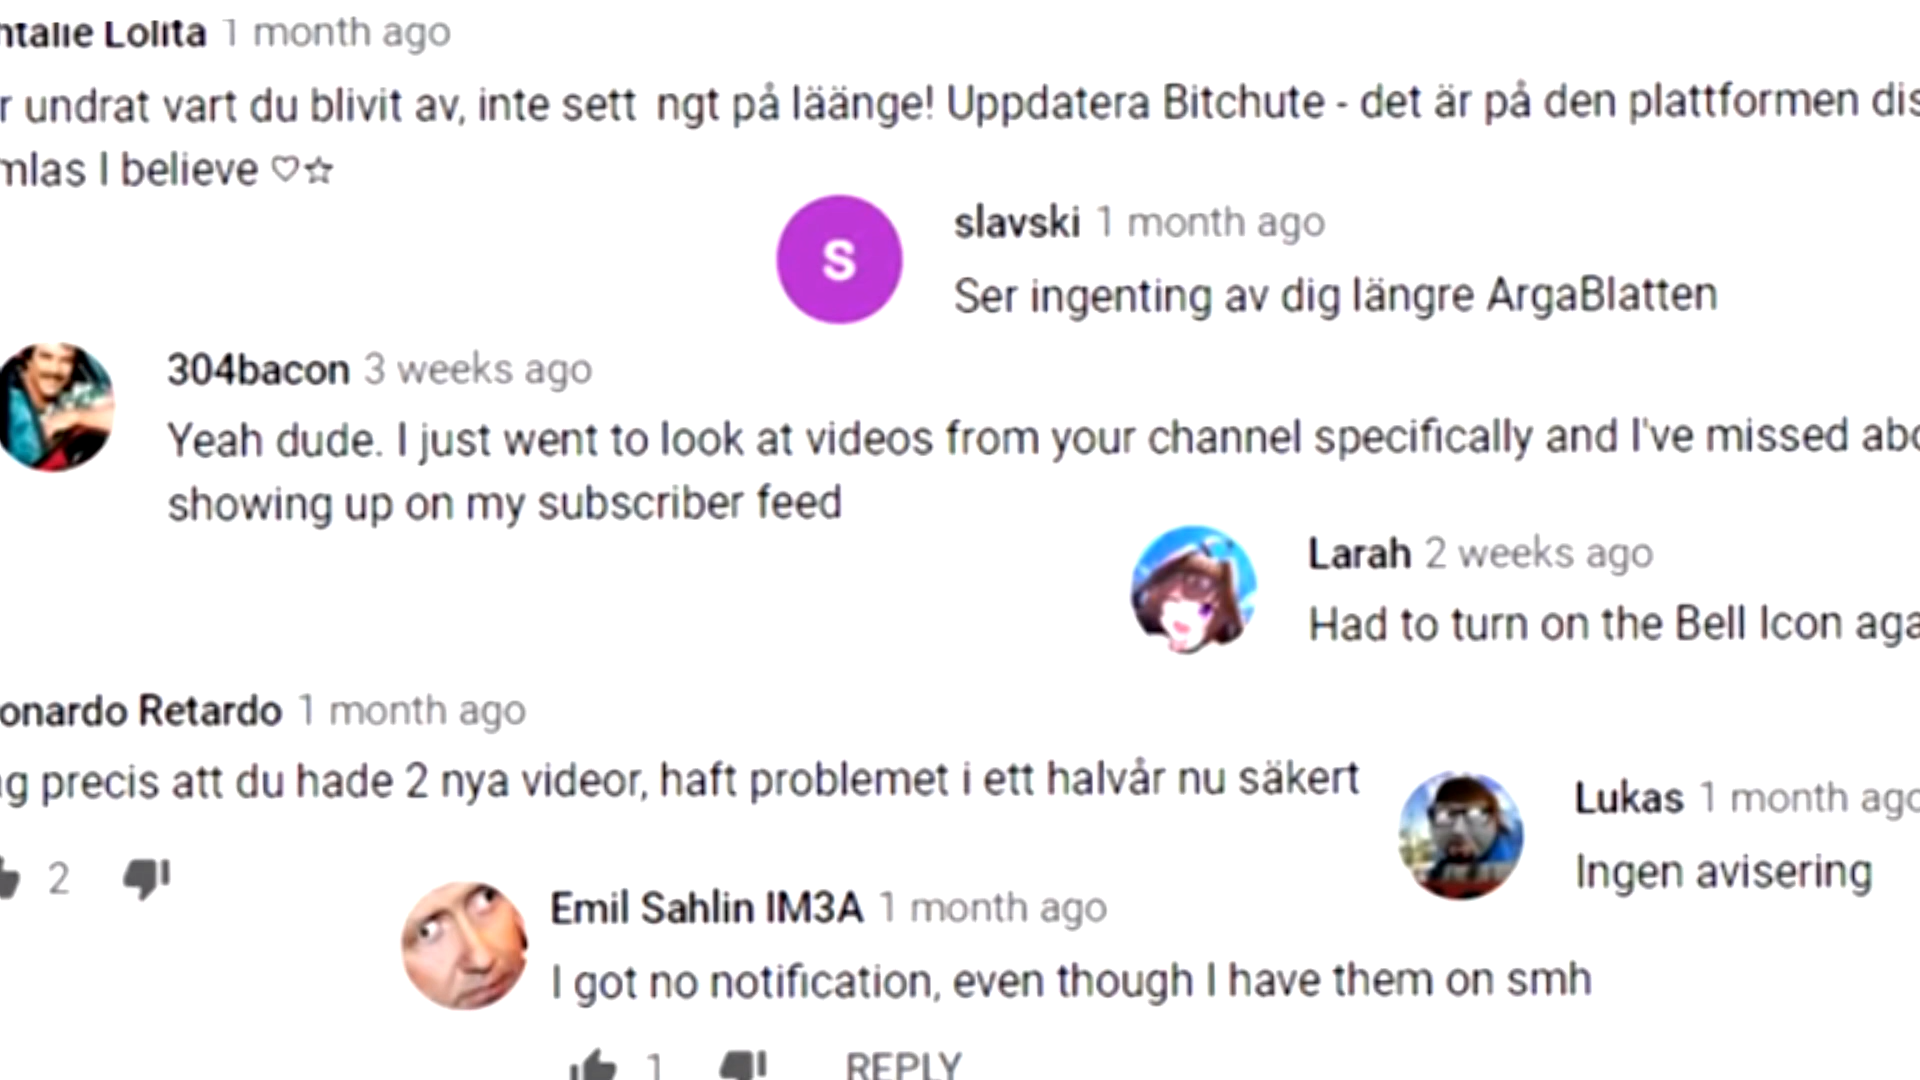 ntalie Lolita 1 month ago
r undrat vart du blivit av, inte sett ngt på läänge! Uppdatera Bitchute - det är på den plattformen dis
mlas I believe ♡☆
S
slavski 1 month ago
Ser ingenting av dig längre ArgaBlatten
304bacon 3 weeks ago
Yeah dude. I just went to look at videos from your channel specifically and I've missed abo
showing up on my subscriber feed
Larah 2 weeks ago
Had to turn on the Bell Icon aga
onardo Retardo 1 month ago
g precis att du hade 2 nya videor, haft problemet i ett halvår nu säkert
2
Lukas 1 month ago
Ingen avisering
Emil Sahlin IM3A 1 month ago
I got no notification, even though I have them on smh
1 REPLY